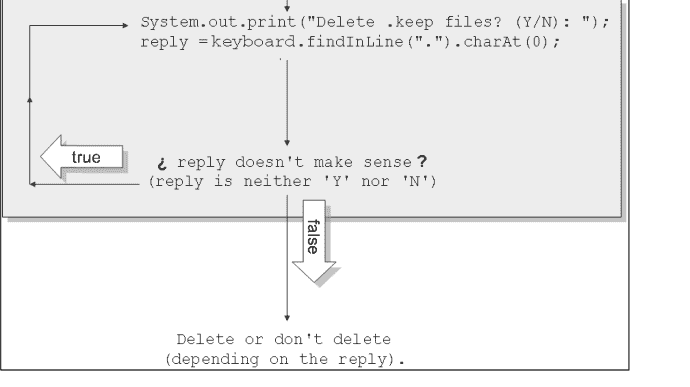 System.out.print("Delete .keep files? (Y/N): ");
reply =keyboard.findInLine(".").charAt(0);
true
¿ reply doesn't make sense?
(reply is neither 'Y' nor 'N')
false
Delete or don't delete
(depending on the reply).